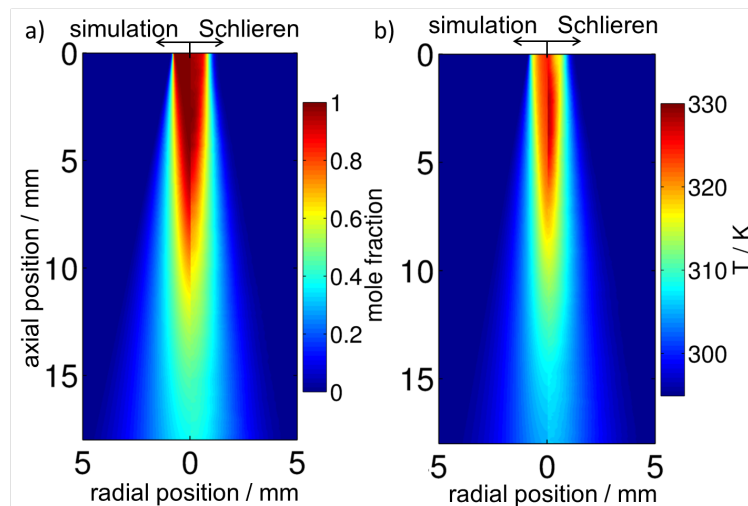 a)
simulation Schlieren
0
5
10
15
axial position / mm
5 0 5
radial position / mm
1
0.8
0.6
0.4
0.2
0
mole fraction
b)
simulation Schlieren
0
5
10
15
5 0 5
radial position / mm
330
320
310
300
T / K